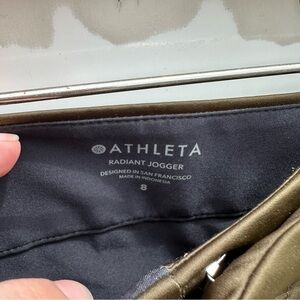 ATHLETA
RADIANT JOGGER
DESIGNED IN SAN FRANCISCO
MADE IN INDONESIA
8